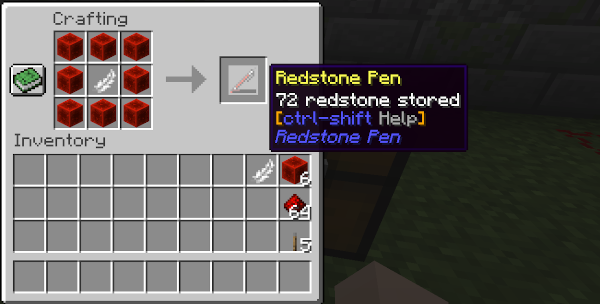 Crafting
Redstone Pen
72 redstone stored
[ctrl-shift Help]
Redstone Pen
Inventory
6
64
5